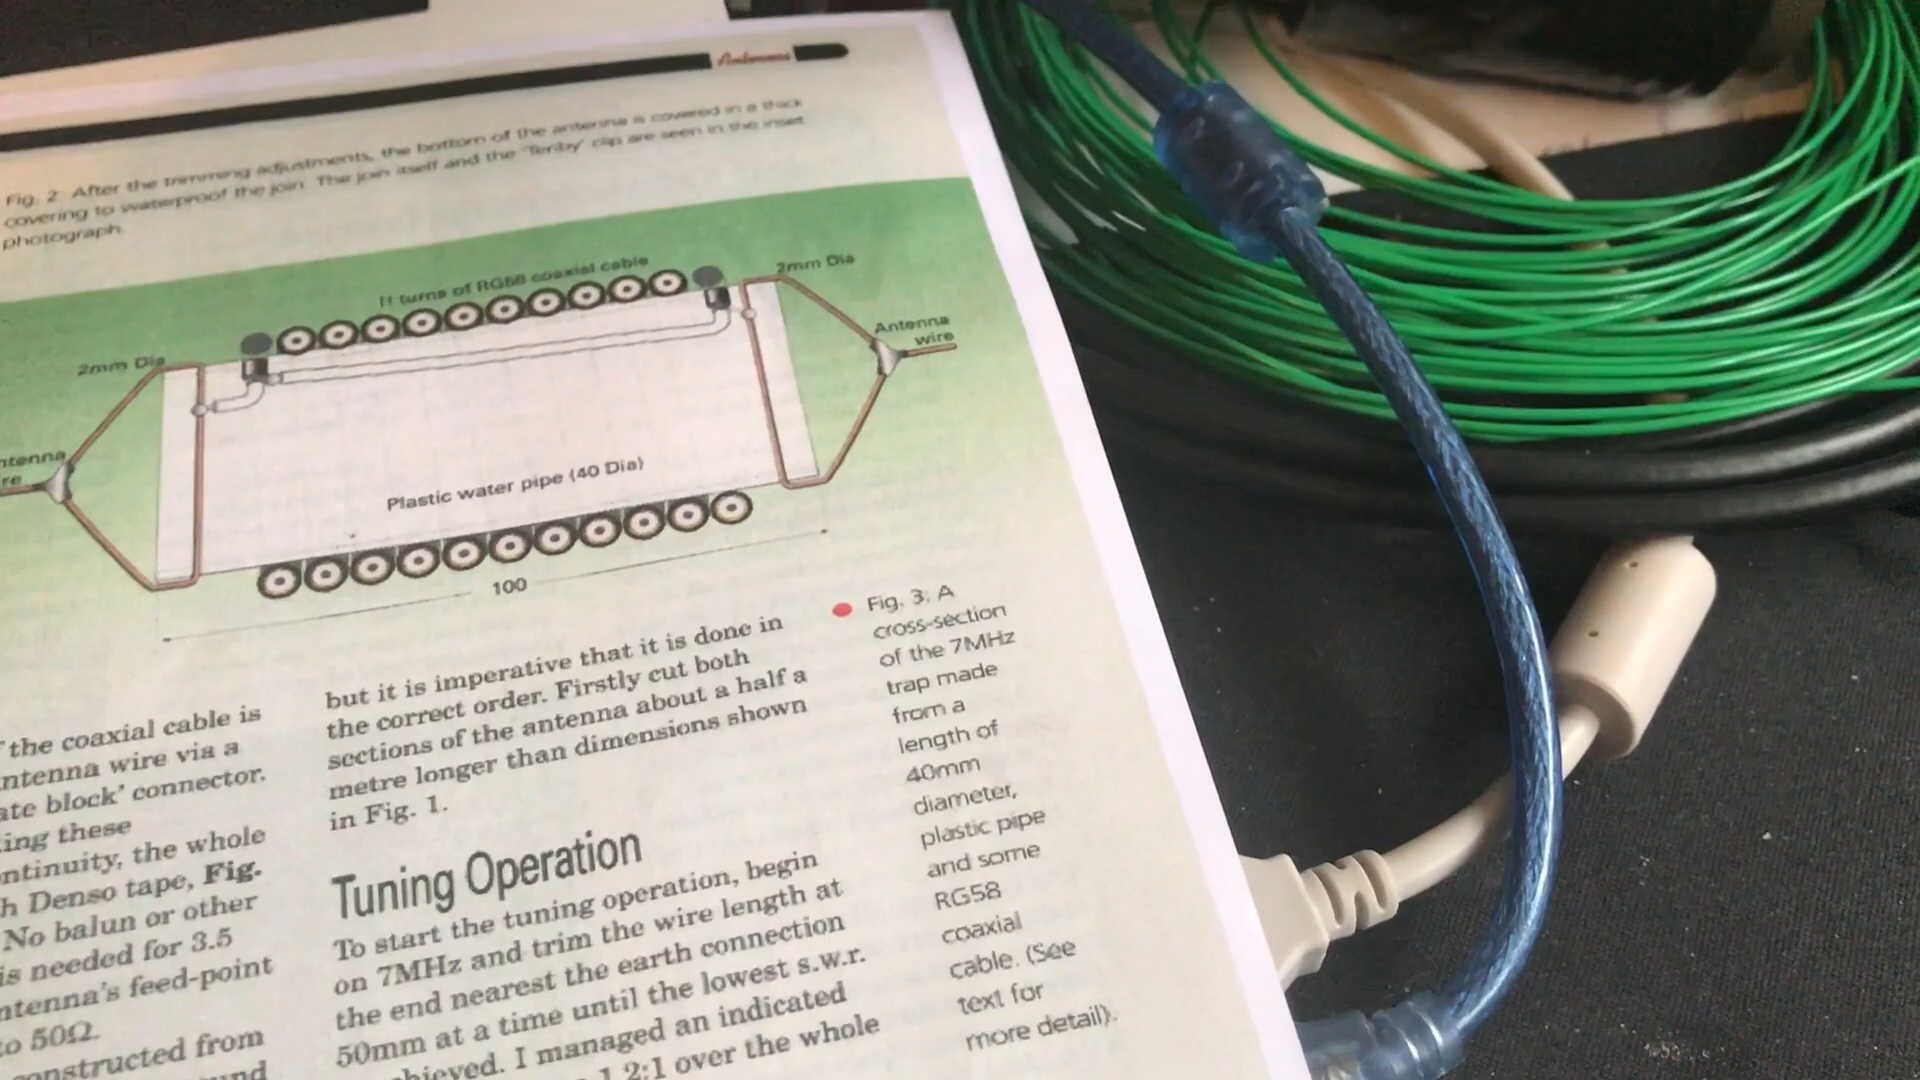 Antennas
Fig. 2: After the trimming adjustments, the bottom of the antenna is covered in a thick
covering to waterproof the join. The join itself and the 'Tenby' clip are seen in the inset
photograph.
11 turns of RG58 coaxial cable
2mm Dia
2mm Dia
Antenna
wire
ntenna
re
Plastic water pipe (40 Dia)
100
the coaxial cable is
ntenna wire via a
ate block' connector.
ing these
ntinuity, the whole
h Denso tape, Fig.
No balun or other
is needed for 3.5
ntenna's feed-point
to 50Ω.
onstructed from
und
but it is imperative that it is done in
the correct order. Firstly cut both
sections of the antenna about a half a
metre longer than dimensions shown
in Fig. 1.
Tuning Operation
To start the tuning operation, begin
on 7MHz and trim the wire length at
the end nearest the earth connection
50mm at a time until the lowest s.w.r.
chieved. I managed an indicated
1.2:1 over the whole
Fig. 3: A
cross-section
of the 7MHz
trap made
from a
length of
40mm
diameter,
plastic pipe
and some
RG58
coaxial
cable. (See
text for
more detail).